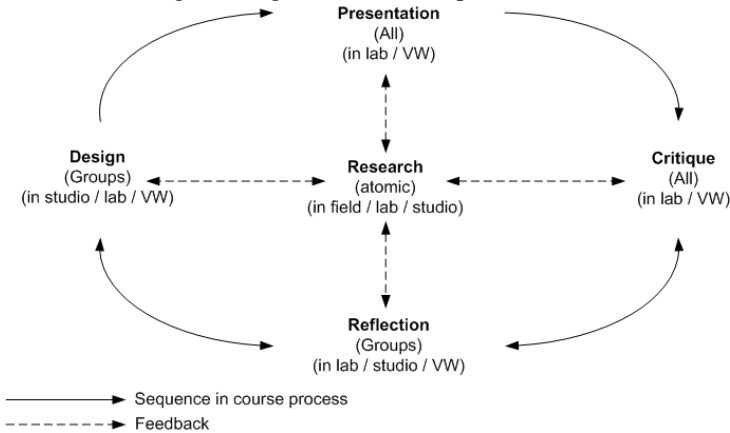 Presentation
(All)
(in lab / VW)
Design
(Groups)
(in studio / lab / VW)
Research
(atomic)
(in field / lab / studio)
Critique
(All)
(in lab / VW)
Reflection
(Groups)
(in lab / studio / VW)
Sequence in course process
Feedback